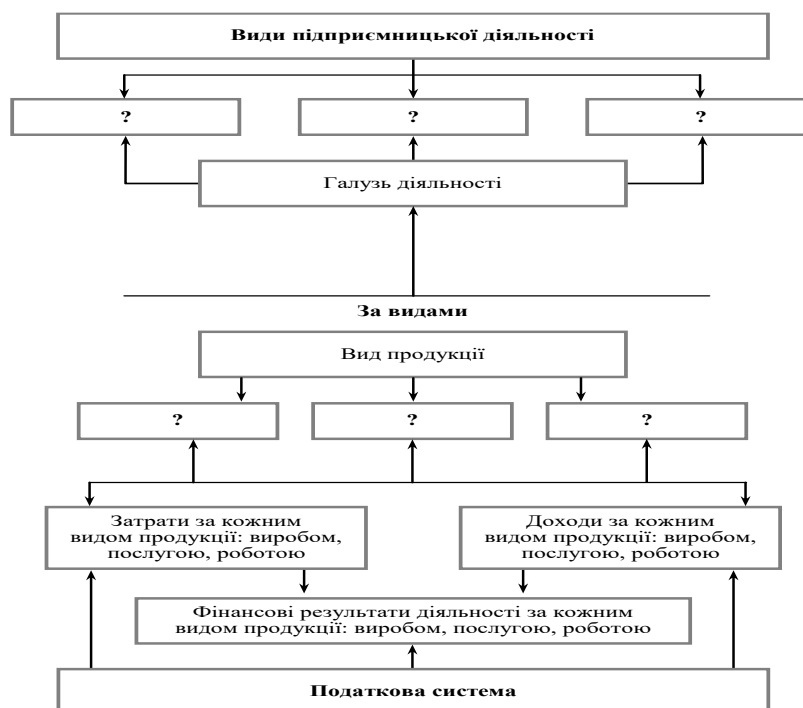 Види підприємницької діяльності
?
?
?
Галузь діяльності
За видами
Вид продукції
?
?
?
Затрати за кожним
видом продукції: виробом,
послугою, роботою
Доходи за кожним
видом продукції: виробом,
послугою, роботою
Фінансові результати діяльності за кожним
видом продукції: виробом, послугою, роботою
Податкова система